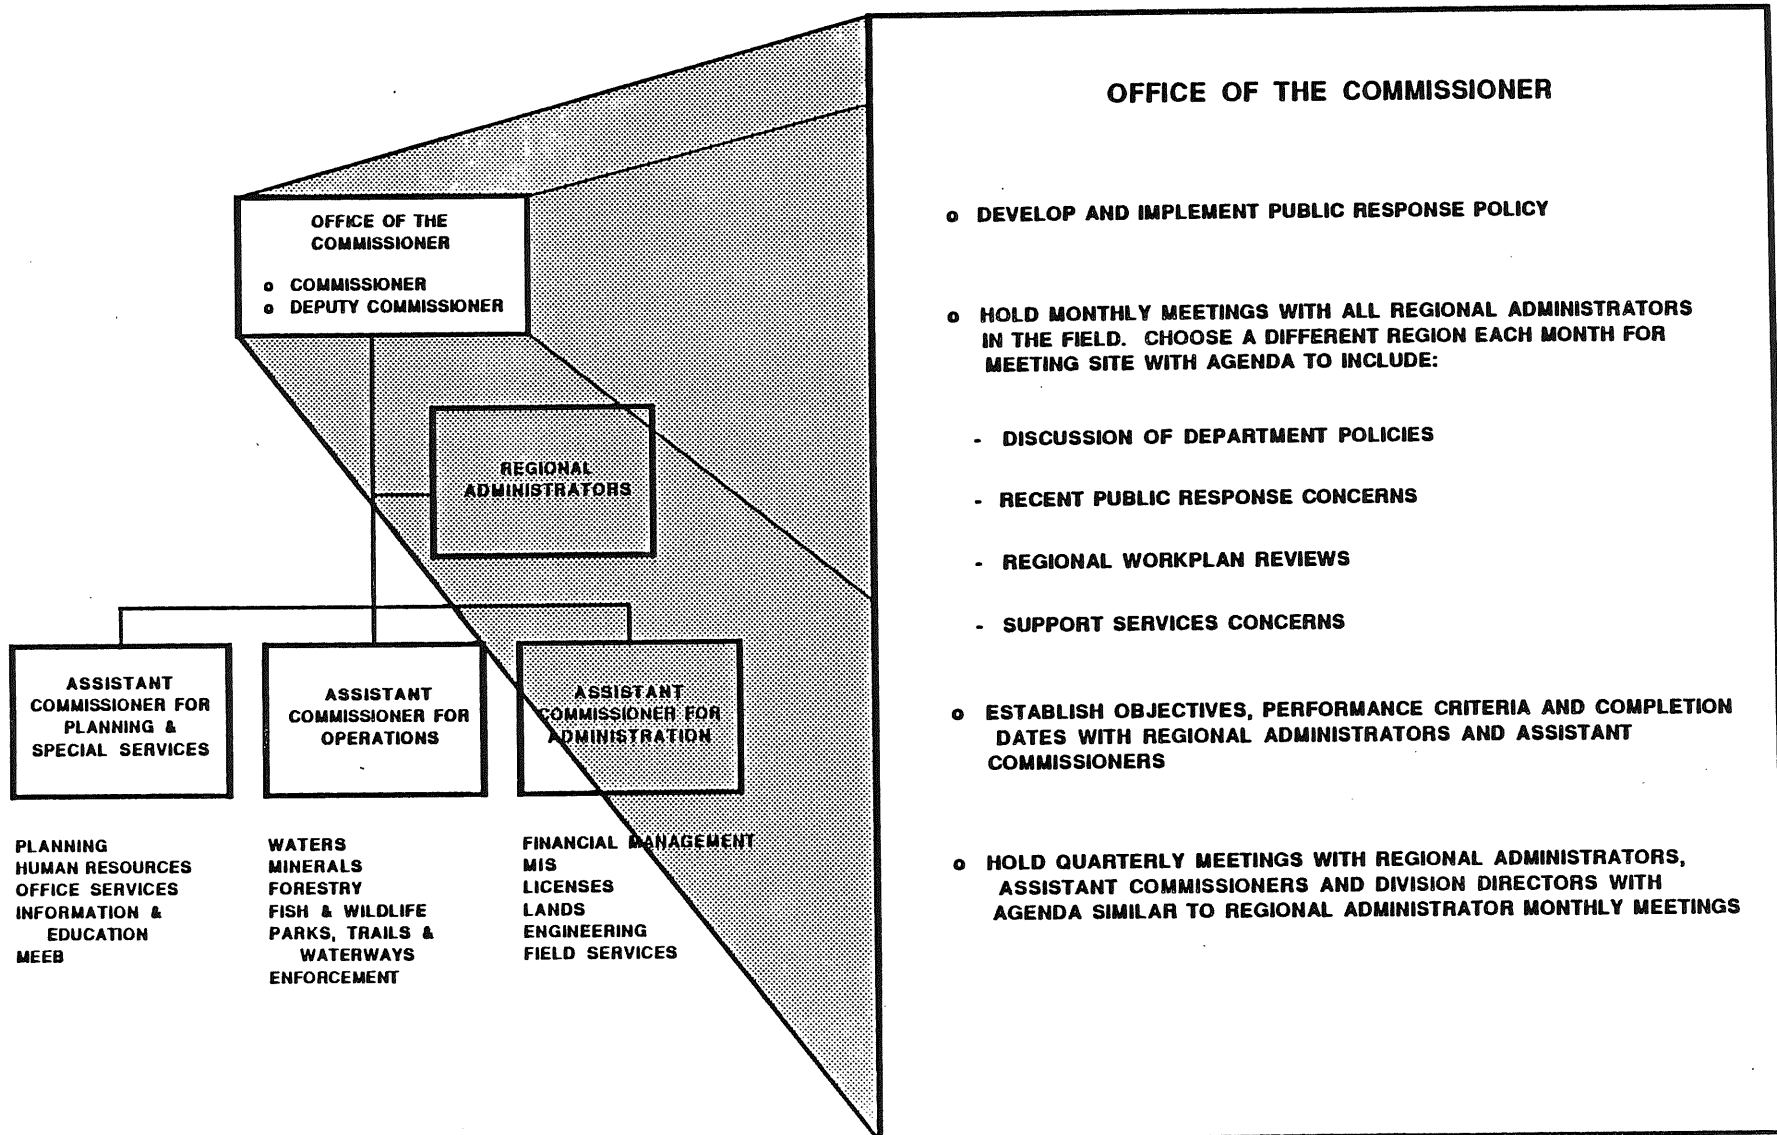 OFFICE OF THE
COMMISSIONER
o COMMISSIONER
o DEPUTY COMMISSIONER
REGIONAL
ADMINISTRATORS
ASSISTANT
COMMISSIONER FOR
PLANNING &
SPECIAL SERVICES
ASSISTANT
COMMISSIONER FOR
OPERATIONS
ASSISTANT
COMMISSIONER FOR
ADMINISTRATION
PLANNING
HUMAN RESOURCES
OFFICE SERVICES
INFORMATION &
EDUCATION
MEEB
WATERS
MINERALS
FORESTRY
FISH & WILDLIFE
PARKS, TRAILS &
WATERWAYS
ENFORCEMENT
FINANCIAL MANAGEMENT
MIS
LICENSES
LANDS
ENGINEERING
FIELD SERVICES
OFFICE OF THE COMMISSIONER
o DEVELOP AND IMPLEMENT PUBLIC RESPONSE POLICY
o HOLD MONTHLY MEETINGS WITH ALL REGIONAL ADMINISTRATORS
IN THE FIELD. CHOOSE A DIFFERENT REGION EACH MONTH FOR
MEETING SITE WITH AGENDA TO INCLUDE:
- DISCUSSION OF DEPARTMENT POLICIES
- RECENT PUBLIC RESPONSE CONCERNS
- REGIONAL WORKPLAN REVIEWS
- SUPPORT SERVICES CONCERNS
o ESTABLISH OBJECTIVES, PERFORMANCE CRITERIA AND COMPLETION
DATES WITH REGIONAL ADMINISTRATORS AND ASSISTANT
COMMISSIONERS
o HOLD QUARTERLY MEETINGS WITH REGIONAL ADMINISTRATORS,
ASSISTANT COMMISSIONERS AND DIVISION DIRECTORS WITH
AGENDA SIMILAR TO REGIONAL ADMINISTRATOR MONTHLY MEETINGS